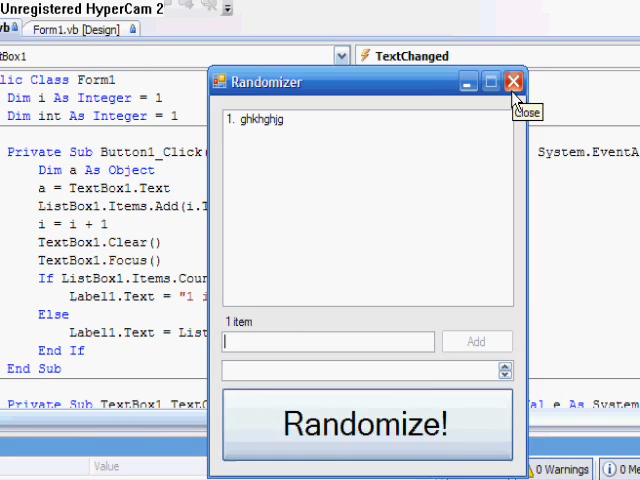 Unregistered HyperCam 2
vb Form1.vb [Design]
tBox1
TextChanged
lic Class Form1
Dim i As Integer = 1
Dim int As Integer = 1
Private Sub Button1_Click(
System.EventA
Dim a As Object
a = TextBox1.Text
ListBox1.Items.Add(i.T
i = i + 1
TextBox1.Clear()
TextBox1.Focus()
If ListBox1.Items.Coun
Label1.Text = "1 i
Else
Label1.Text = List
End If
End Sub
Private Sub TextBox1_TextC
al e As System
Randomizer
Close
1. ghkhghjg
1 item
Add
Randomize!
Value
0 Warnings
0 Me